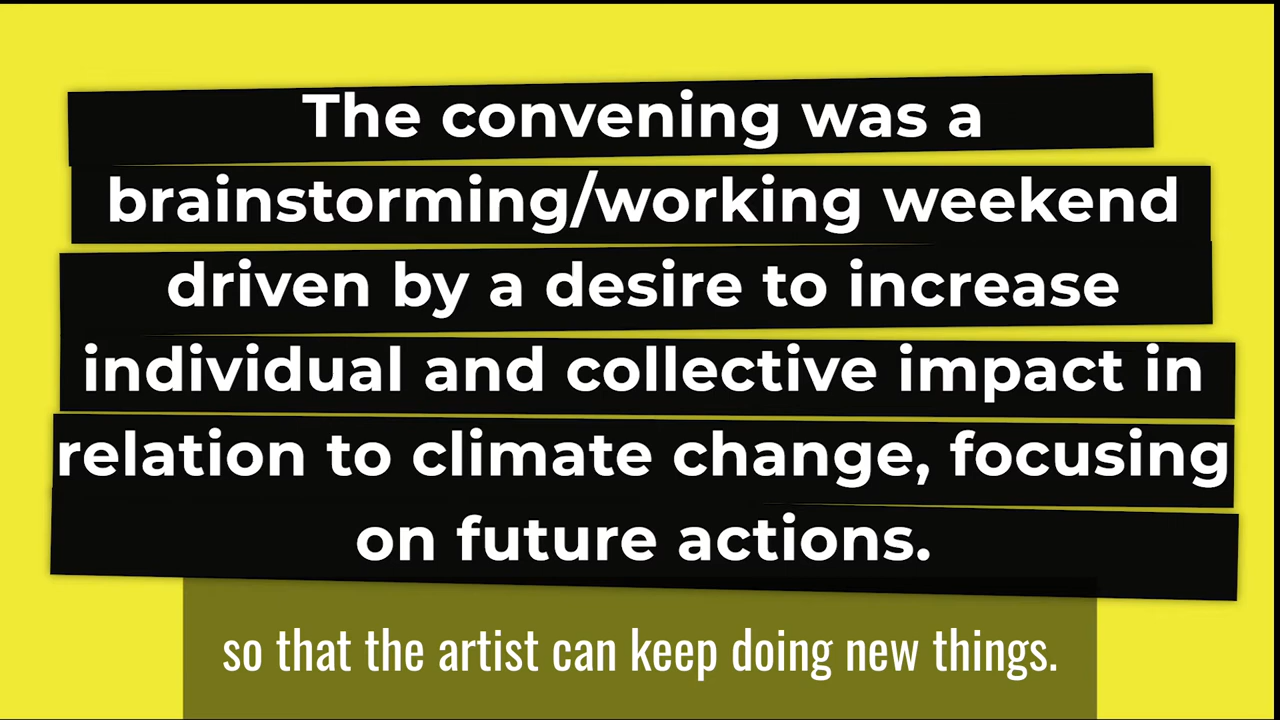 The convening was a
brainstorming/working weekend
driven by a desire to increase
individual and collective impact in
relation to climate change, focusing
on future actions.
so that the artist can keep doing new things.